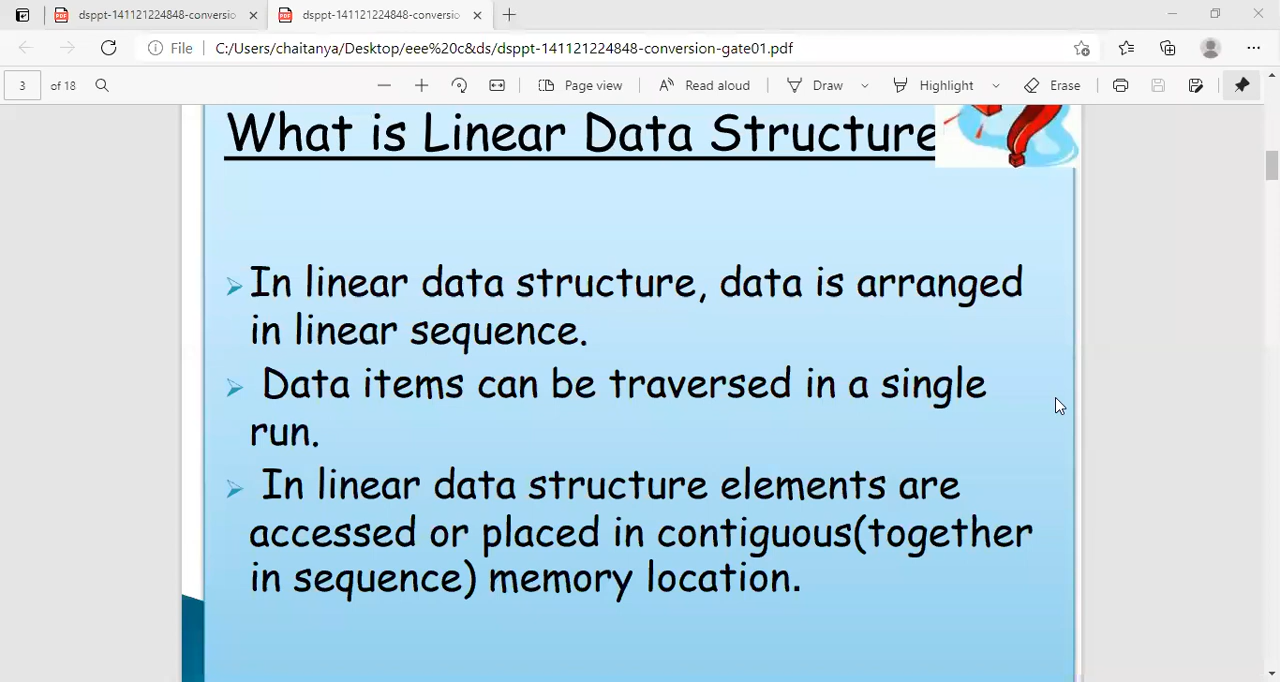 dsppt-141121224848-conversio
dsppt-141121224848-conversio
File
C:/Users/chaitanya/Desktop/eee%20c&ds/dsppt-141121224848-conversion-gate01.pdf
3 of 18
Page view
Read aloud
Draw
Highlight
Erase
What is Linear Data Structure
➢In linear data structure, data is arranged
in linear sequence.
➢ Data items can be traversed in a single
run.
➢ In linear data structure elements are
accessed or placed in contiguous(together
in sequence) memory location.